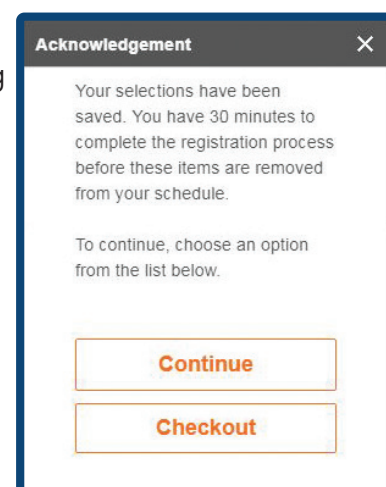 Acknowledgement
g
Your selections have been
saved. You have 30 minutes to
complete the registration process
before these items are removed
from your schedule.
To continue, choose an option
from the list below.
Continue
Checkout